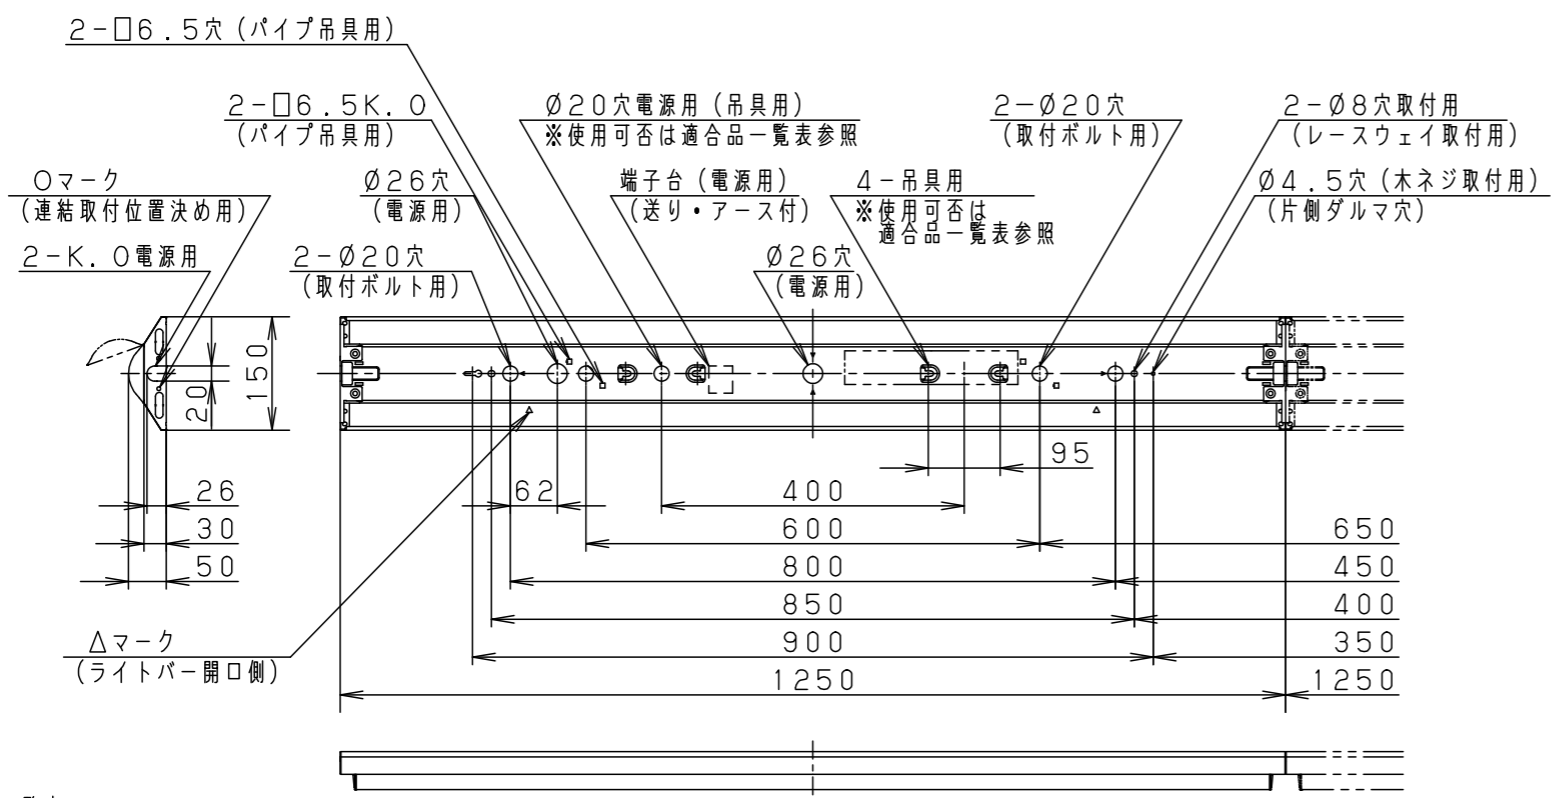 2-□6.5穴(パイプ吊具用)
2-□6.5K.O
(パイプ吊具用)
Ø20穴電源用(吊具用)
※使用可否は適合品一覧表参照
2-Ø20穴
(取付ボルト用)
2-Ø8穴取付用
(レースウェイ取付用)
Oマーク
(連結取付位置決め用)
Ø26穴
(電源用)
端子台(電源用)
(送り・アース付)
4-吊具用
※使用可否は
適合品一覧表参照
Ø4.5穴(木ネジ取付用)
(片側ダルマ穴)
2-K.O電源用
2-Ø20穴
(取付ボルト用)
Ø26穴
(電源用)
20
150
95
26
62
400
30
600
650
50
800
450
850
400
△マーク
(ライトバー開口側)
900
350
1250
1250